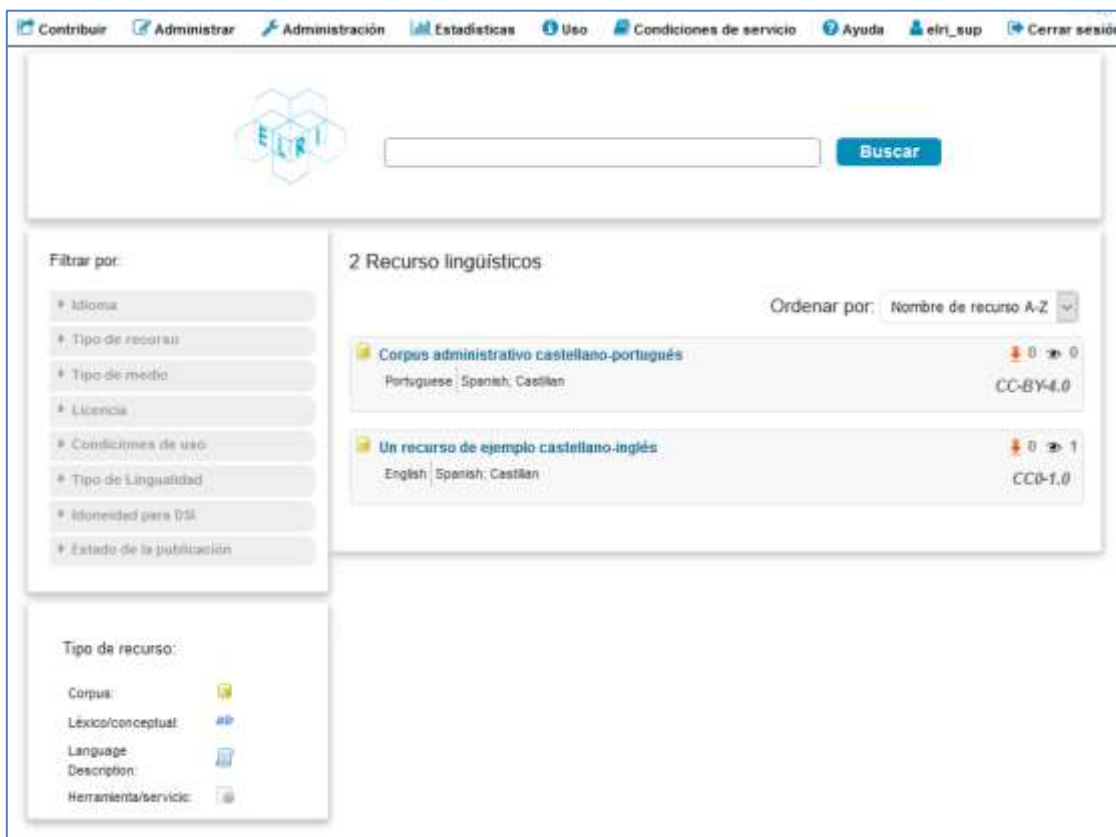 Contribuir Administrar Administración Estadísticas Uso Condiciones de servicio Ayuda elri_sup Cerrar sesión
ELRI
Buscar
Filtrar por:
Idioma
Tipo de recurso
Tipo de medio
Licencia
Condiciones de uso
Tipo de Lingualidad
Idoneidad para DSI
Estado de la publicación
2 Recurso lingüísticos
Ordenar por: Nombre de recurso A-Z
Corpus administrativo castellano-portugués 0 0
Portuguese Spanish; Castilian CC-BY-4.0
Un recurso de ejemplo castellano-inglés 0 1
English Spanish; Castilian CC0-1.0
Tipo de recurso:
Corpus:
Léxico/conceptual: ab
Language
Description:
Herramienta/servicio: